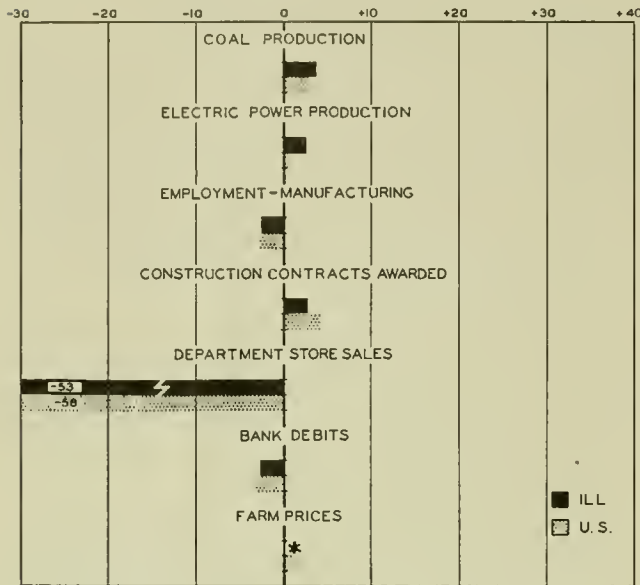 -30 -20 -10 0 +10 +20 +30 +40
COAL PRODUCTION
ELECTRIC POWER PRODUCTION
EMPLOYMENT-MANUFACTURING
CONSTRUCTION CONTRACTS AWARDED
DEPARTMENT STORE SALES
-53
-58
BANK DEBITS
FARM PRICES
*
ILL
U.S.